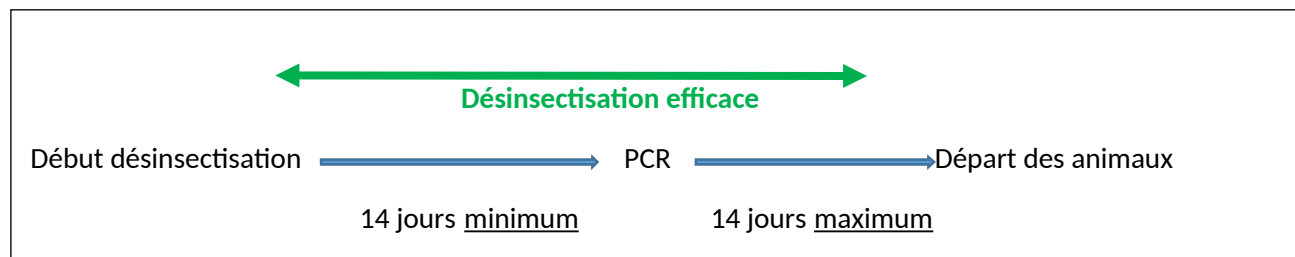 Désinsectisation efficace
Début désinsectisation PCR Départ des animaux
14 jours minimum 14 jours maximum